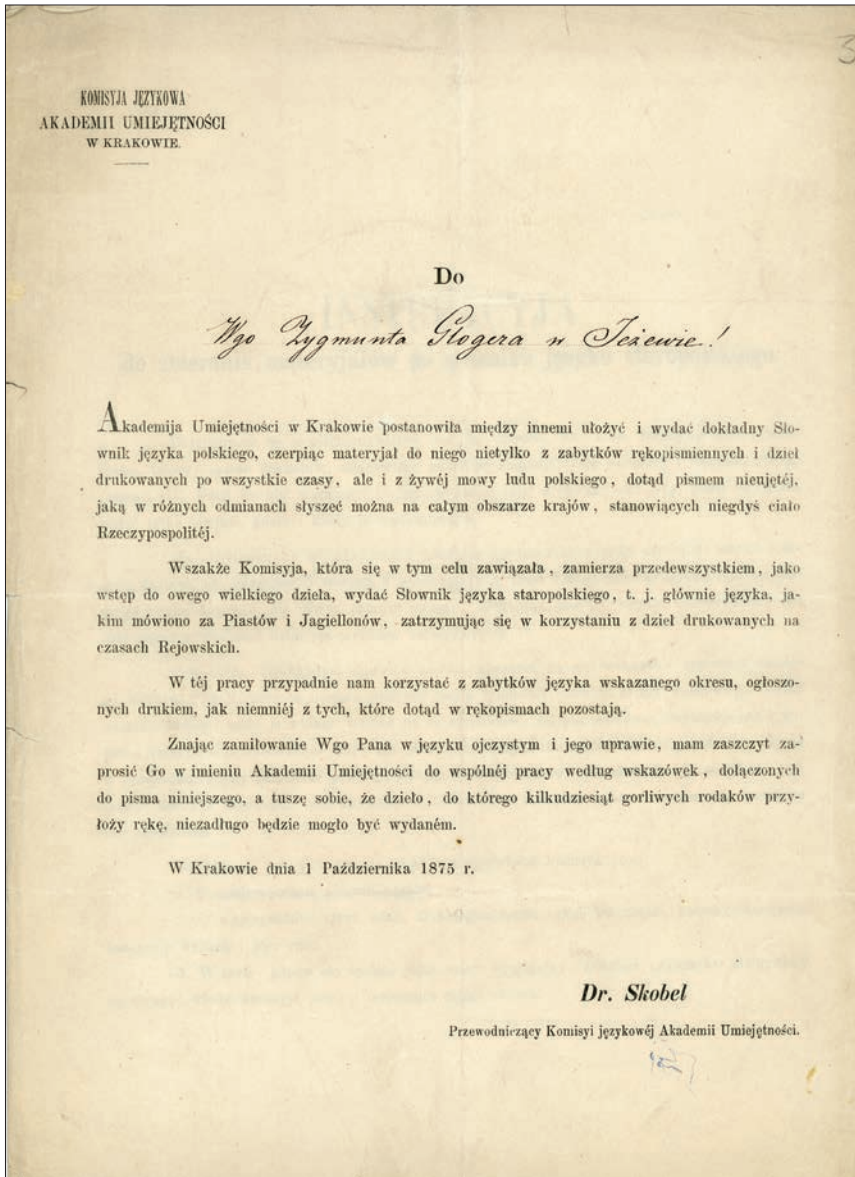 3
KOMISYJA JĘZYKOWA
AKADEMII UMIEJĘTNOŚCI
W KRAKOWIE.
Do
Wgo Zygmunta Glogera w Jeżewie!
Akademija Umiejętności w Krakowie postanowiła między innemi ułożyć i wydać dokładny Sło-
wnik języka polskiego, czerpiąc materyjał do niego nietylko z zabytków rękopismiennych i dzieł
drukowanych po wszystkie czasy, ale i z żywéj mowy ludu polskiego, dotąd pismem nieujętéj,
jaką w różnych odmianach słyszeć można na całym obszarze krajów, stanowiących niegdyś ciało
Rzeczypospolitéj.
Wszakże Komisyja, która się w tym celu zawiązała, zamierza przedewszystkiem, jako
wstęp do owego wielkiego dzieła, wydać Słownik języka staropolskiego, t. j. głównie języka, ja-
kim mówiono za Piastów i Jagiellonów, zatrzymując się w korzystaniu z dzieł drukowanych na
czasach Rejowskich.
W téj pracy przypadnie nam korzystać z zabytków języka wskazanego okresu, ogłoszo-
nych drukiem, jak niemniéj z tych, które dotąd w rękopismach pozostają.
Znając zamiłowanie Wgo Pana w języku ojczystym i jego uprawie, mam zaszczyt za-
prosić Go w imieniu Akademii Umiejętności do wspólnéj pracy według wskazówek, dołączonych
do pisma niniejszego, a tuszę sobie, że dzieło, do którego kilkudziesiąt gorliwych rodaków przy-
łoży rękę, niezadługo będzie mogło być wydaném.
W Krakowie dnia 1 Października 1875 r.
Dr. Skobel
Przewodniczący Komisyi językowéj Akademii Umiejętności.